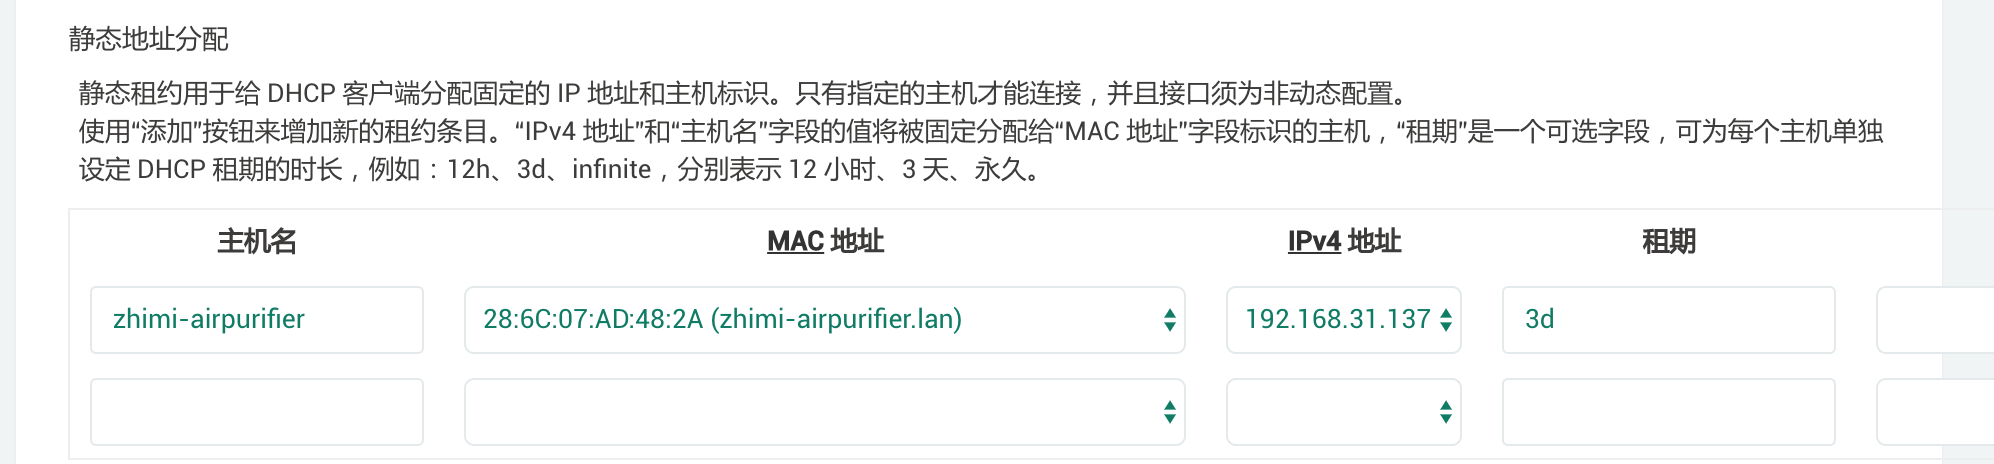 静态地址分配
静态租约用于给 DHCP 客户端分配固定的 IP 地址和主机标识。只有指定的主机才能连接，并且接口须为非动态配置。
使用“添加”按钮来增加新的租约条目。“IPv4 地址”和“主机名”字段的值将被固定分配给“MAC 地址”字段标识的主机，“租期”是一个可选字段，可为每个主机单独
设定 DHCP 租期的时长，例如：12h、3d、infinite，分别表示 12 小时、3 天、永久。
主机名 MAC 地址 IPv4 地址 租期
zhimi-airpurifier 28:6C:07:AD:48:2A (zhimi-airpurifier.lan) 192.168.31.137 3d